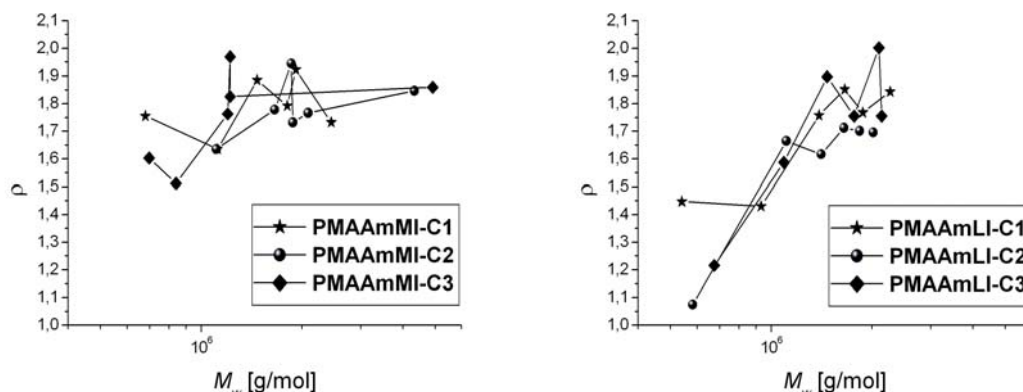 2,1
2,0
1,9
1,8
1,7
1,6
1,5
1,4
1,3
1,2
1,1
1,0
ρ
PMAAmMI-C1
PMAAmMI-C2
PMAAmMI-C3
10⁶
M_w [g/mol]
2,1
2,0
1,9
1,8
1,7
1,6
1,5
1,4
1,3
1,2
1,1
1,0
ρ
PMAAmLI-C1
PMAAmLI-C2
PMAAmLI-C3
10⁶
M_w [g/mol]